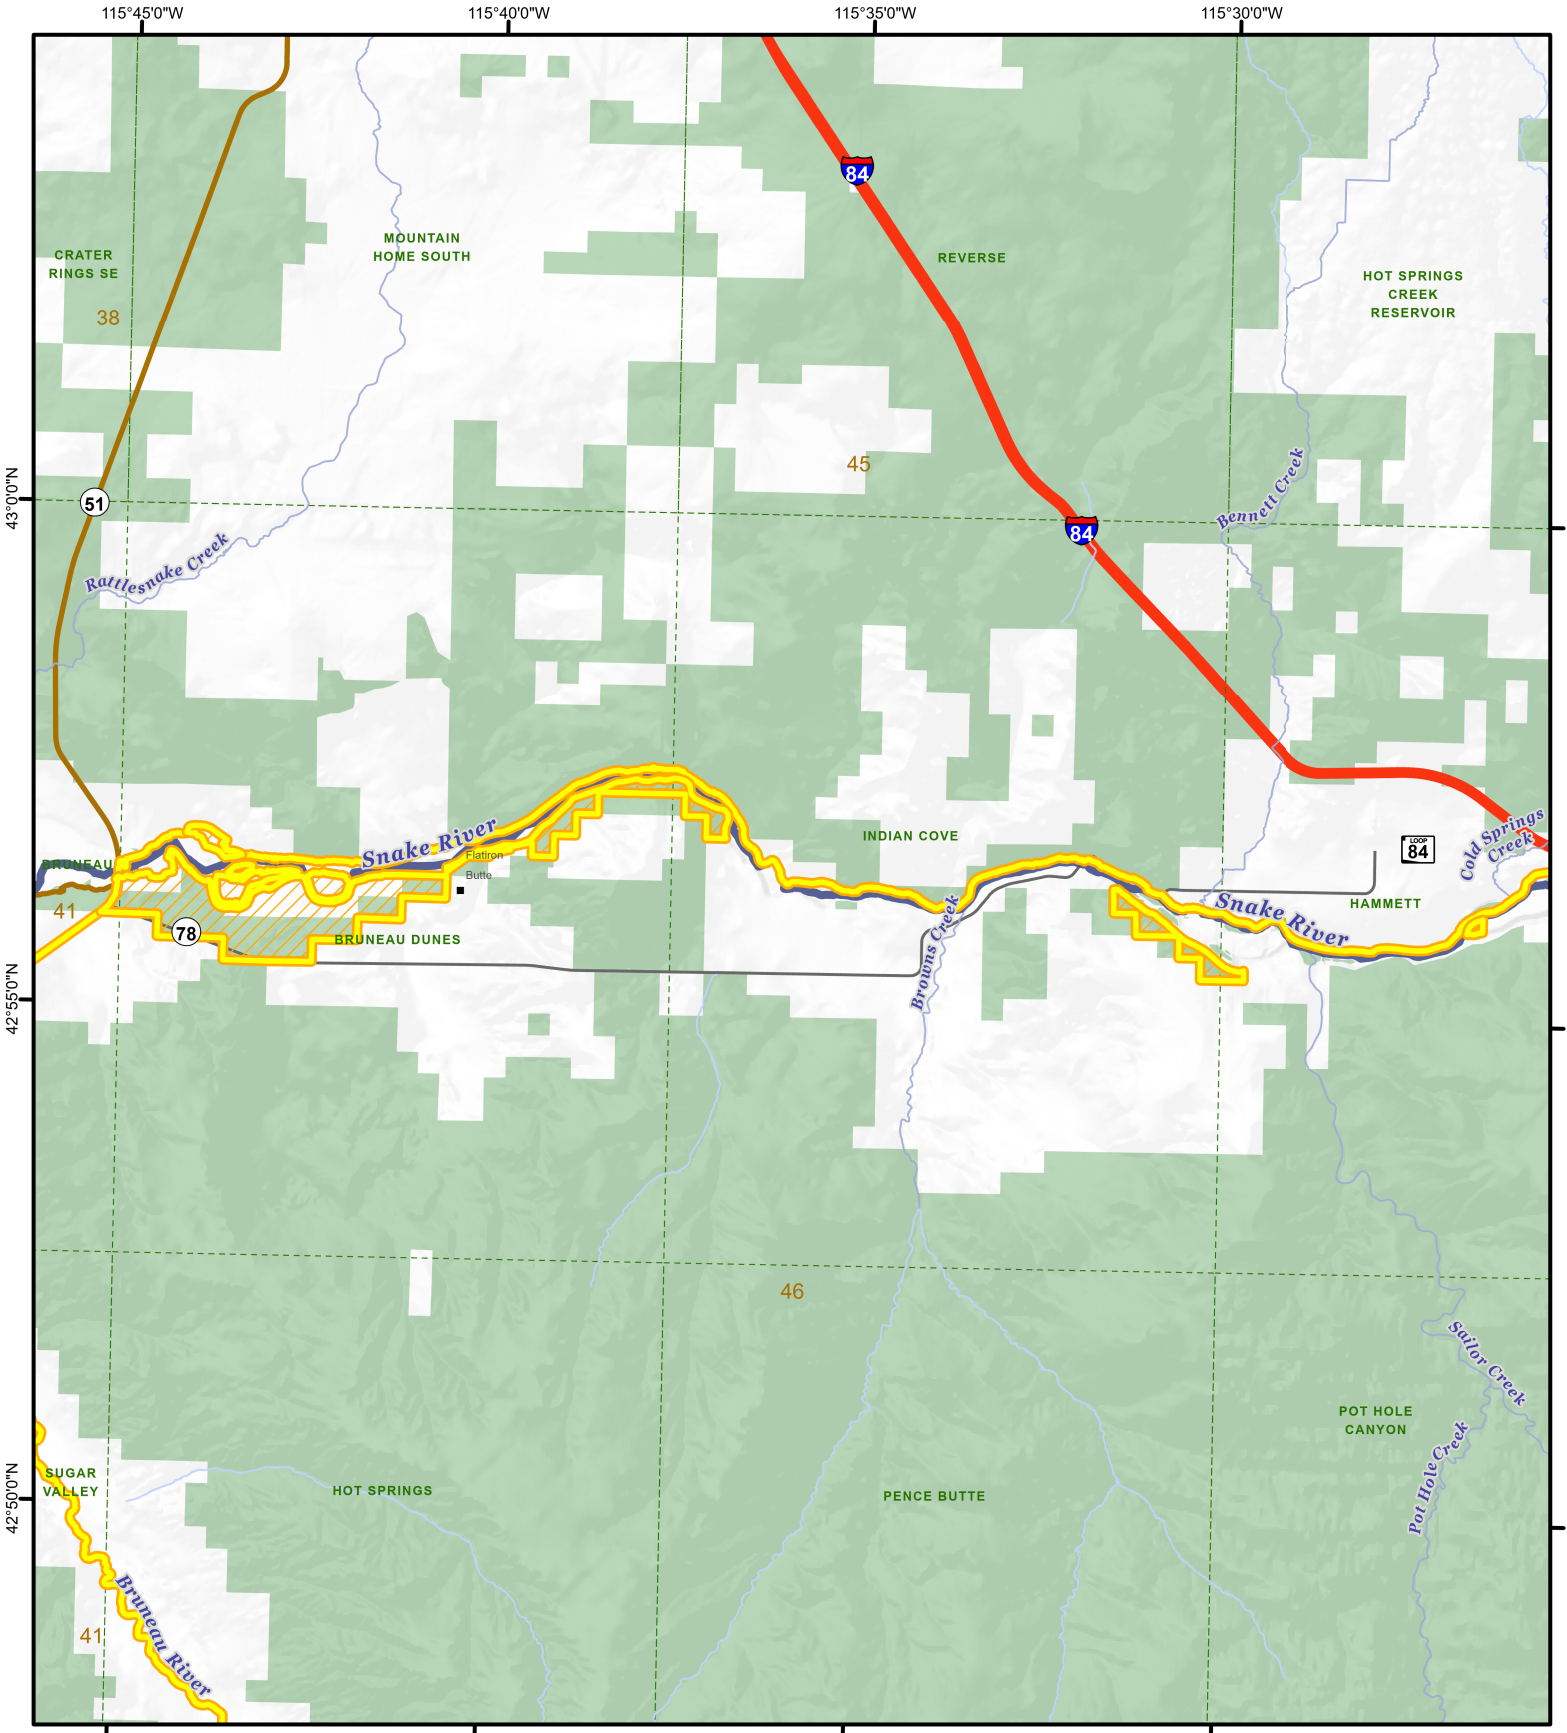 115°45'0"W
115°40'0"W
115°35'0"W
115°30'0"W
84
MOUNTAIN
HOME SOUTH
CRATER
RINGS SE
REVERSE
HOT SPRINGS
CREEK
RESERVOIR
38
45
43°0'0"N
51
84
Bennett Creek
Rattlesnake Creek
Snake River
INDIAN COVE
Flatiron
Butte
BRUNEAU
LOOP
84
Cold Springs
Creek
41
78
BRUNEAU DUNES
Browns Creek
Snake River
HAMMETT
42°55'0"N
46
Sailor Creek
POT HOLE
CANYON
Pot Hole Creek
42°50'0"N
SUGAR
VALLEY
HOT SPRINGS
PENCE BUTTE
Bruneau River
41